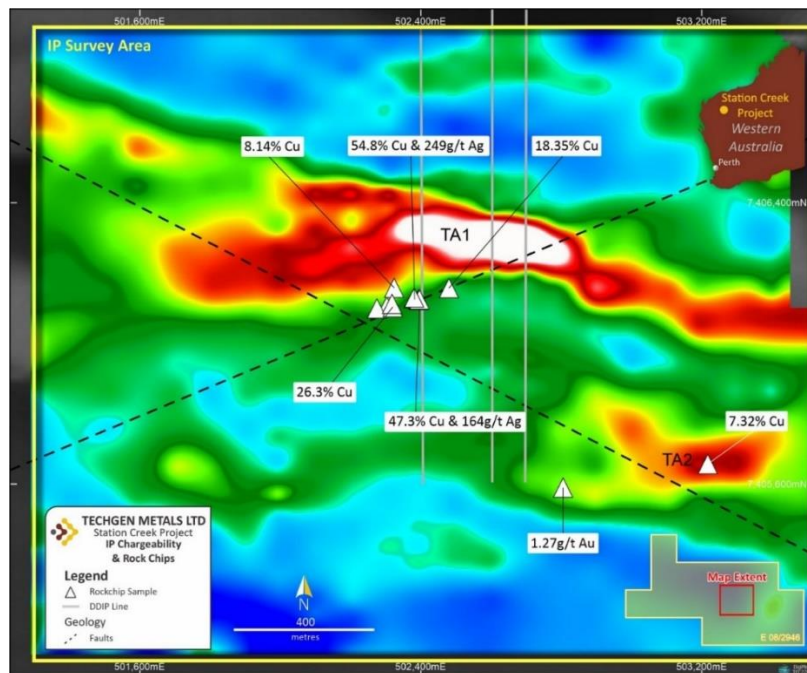 501,600mE
502,400mE
503,200mE
IP Survey Area
Station Creek
Project
Western
Australia
Perth
8.14% Cu
54.8% Cu & 249g/t Ag
18.35% Cu
7,406,400mN
TA1
26.3% Cu
47.3% Cu & 164g/t Ag
7.32% Cu
TA2
7,405,600mN
1.27g/t Au
TECHGEN METALS LTD
Station Creek Project
IP Chargeability
& Rock Chips
Legend
Rockchip Sample
DDIP Line
Geology
Faults
N
400
metres
Map Extent
E 08/2946
501,600mE
502,400mE
503,200mE